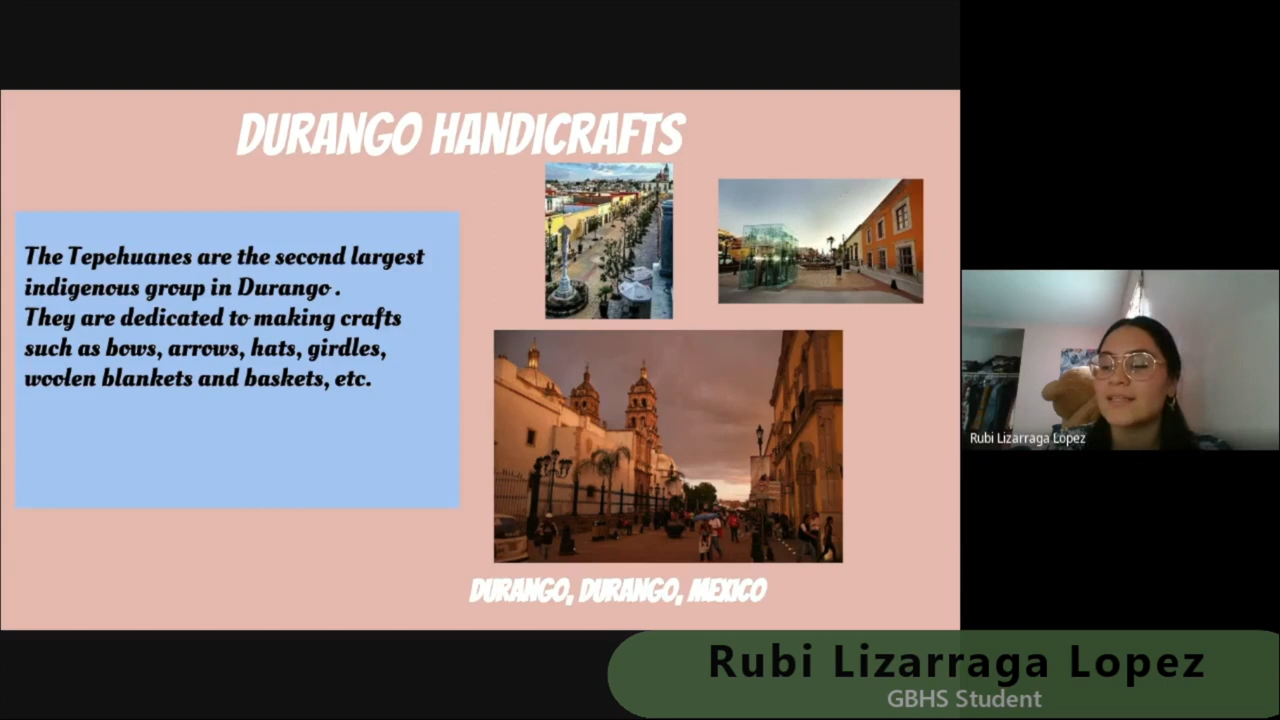 DURANGO HANDICRAFTS
The Tepehuanes are the second largest
indigenous group in Durango .
They are dedicated to making crafts
such as bows, arrows, hats, girdles,
woolen blankets and baskets, etc.
DURANGO, DURANGO, MEXICO
Rubi Lizarraga Lopez
Rubi Lizarraga Lopez
GBHS Student